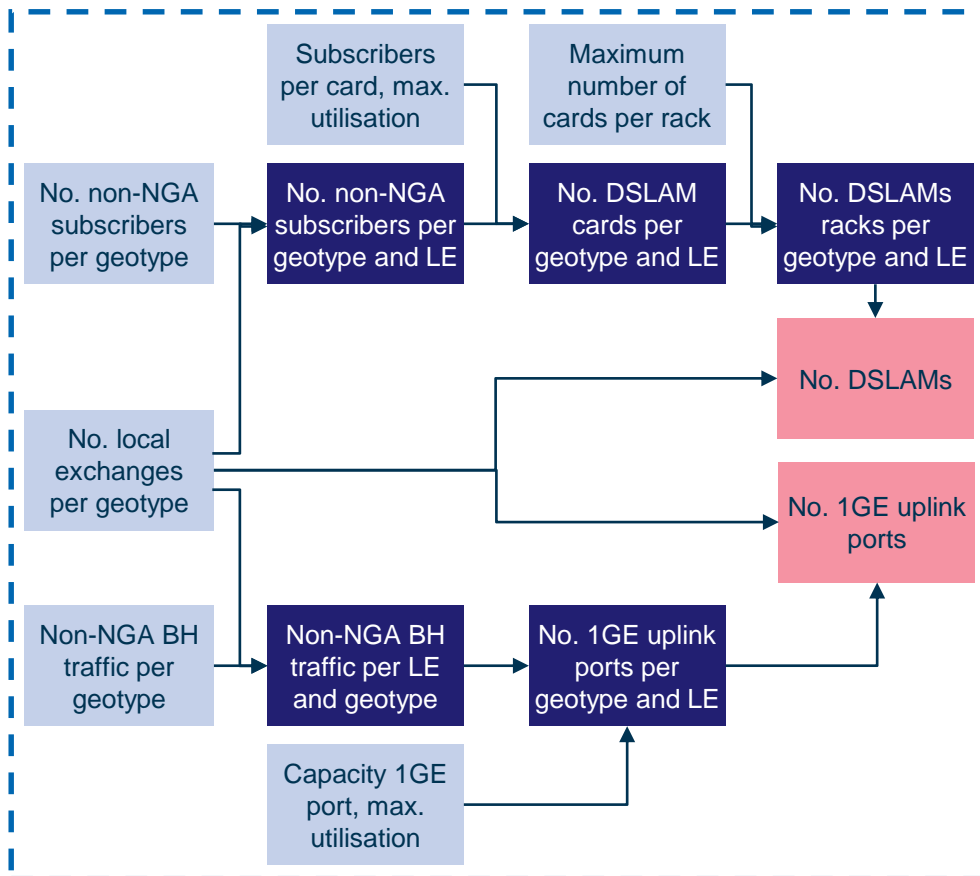 Subscribers
per card, max.
utilisation
Maximum
number of
cards per rack
No. non-NGA
subscribers
per geotype
No. non-NGA
subscribers per
geotype and LE
No. DSLAM
cards per
geotype and LE
No. DSLAMs
racks per
geotype and LE
No. DSLAMs
No. local
exchanges
per geotype
No. 1GE uplink
ports
Non-NGA BH
traffic per
geotype
Non-NGA BH
traffic per LE
and geotype
No. 1GE uplink
ports per
geotype and LE
Capacity 1GE
port, max.
utilisation